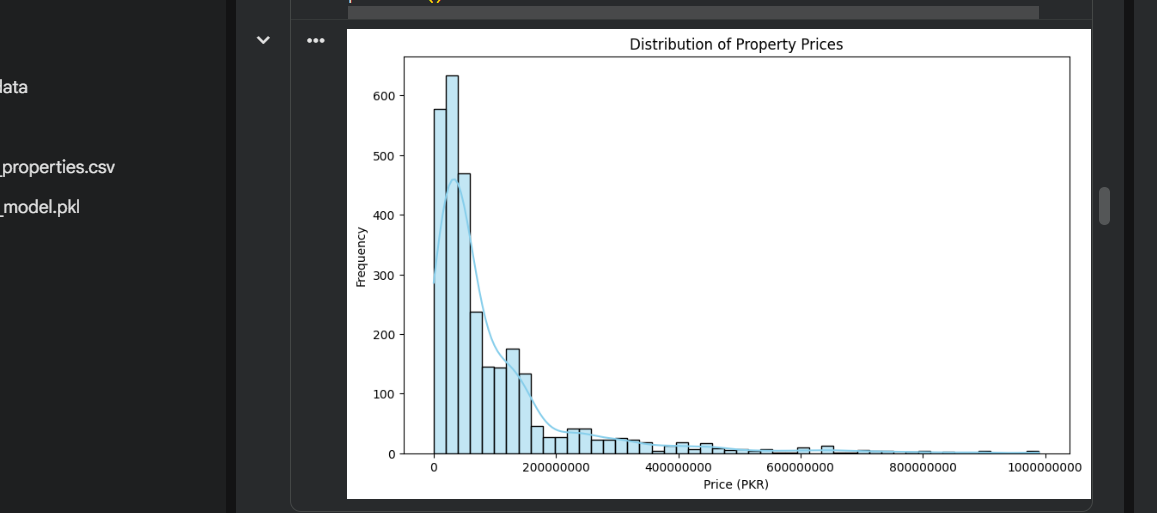 ()
•••
data
_properties.csv
_model.pkl
Distribution of Property Prices
Frequency
600
500
400
300
200
100
0
0 200000000 400000000 600000000 800000000 1000000000
Price (PKR)